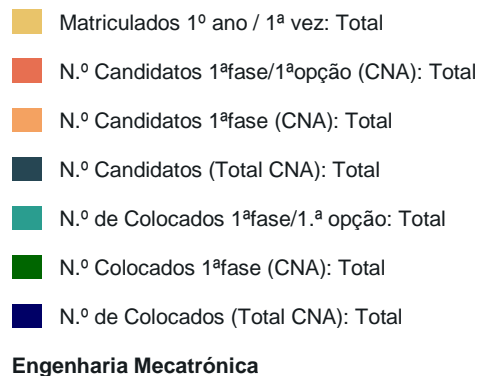 Matriculados 1º ano / 1ª vez: Total
N.º Candidatos 1ªfase/1ªopção (CNA): Total
N.º Candidatos 1ªfase (CNA): Total
N.º Candidatos (Total CNA): Total
N.º de Colocados 1ªfase/1.ª opção: Total
N.º Colocados 1ªfase (CNA): Total
N.º de Colocados (Total CNA): Total
Engenharia Mecatrónica